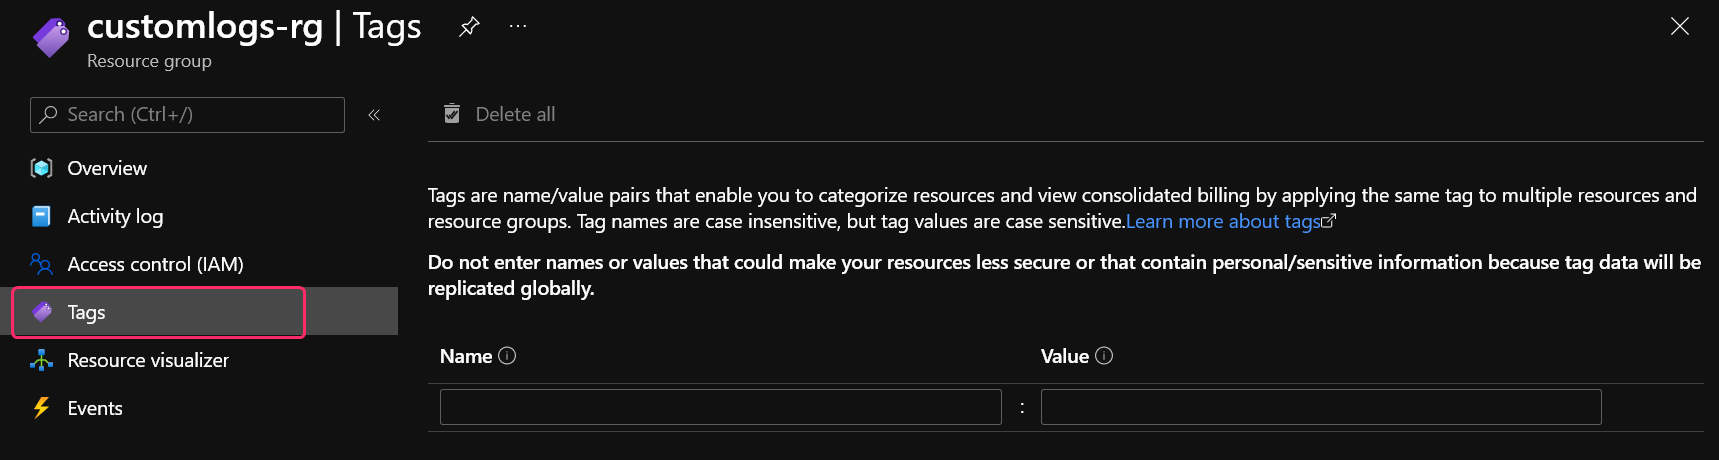 customlogs-rg | Tags
Resource group
Search (Ctrl+/)
Delete all
Overview
Activity log
Access control (IAM)
Tags
Resource visualizer
Events
Tags are name/value pairs that enable you to categorize resources and view consolidated billing by applying the same tag to multiple resources and
resource groups. Tag names are case insensitive, but tag values are case sensitive.Learn more about tags
Do not enter names or values that could make your resources less secure or that contain personal/sensitive information because tag data will be
replicated globally.
Name Value
: